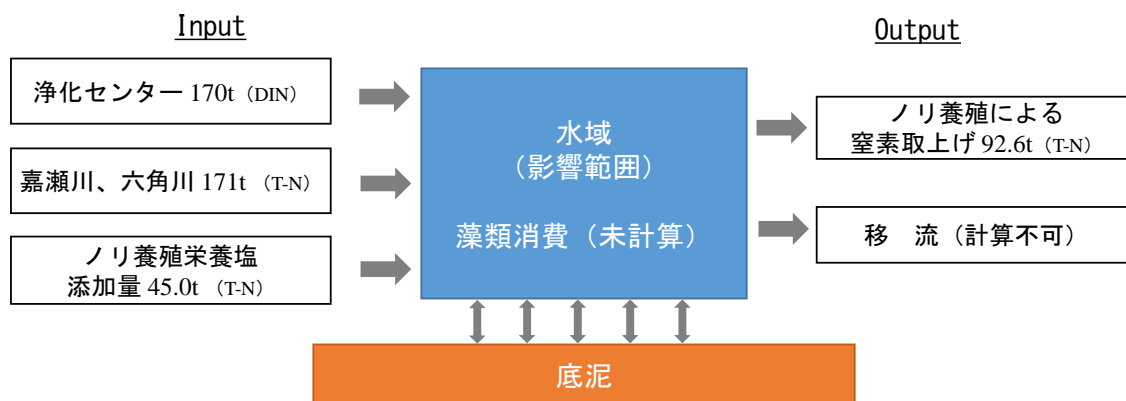 Input
Output
浄化センター 170t（DIN）
嘉瀬川、六角川 171t （T-N）
ノリ養殖栄養塩
添加量 45.0t （T-N）
水域
（影響範囲）
藻類消費（未計算）
ノリ養殖による
窒素取上げ 92.6t（T-N）
移　流（計算不可）
底泥